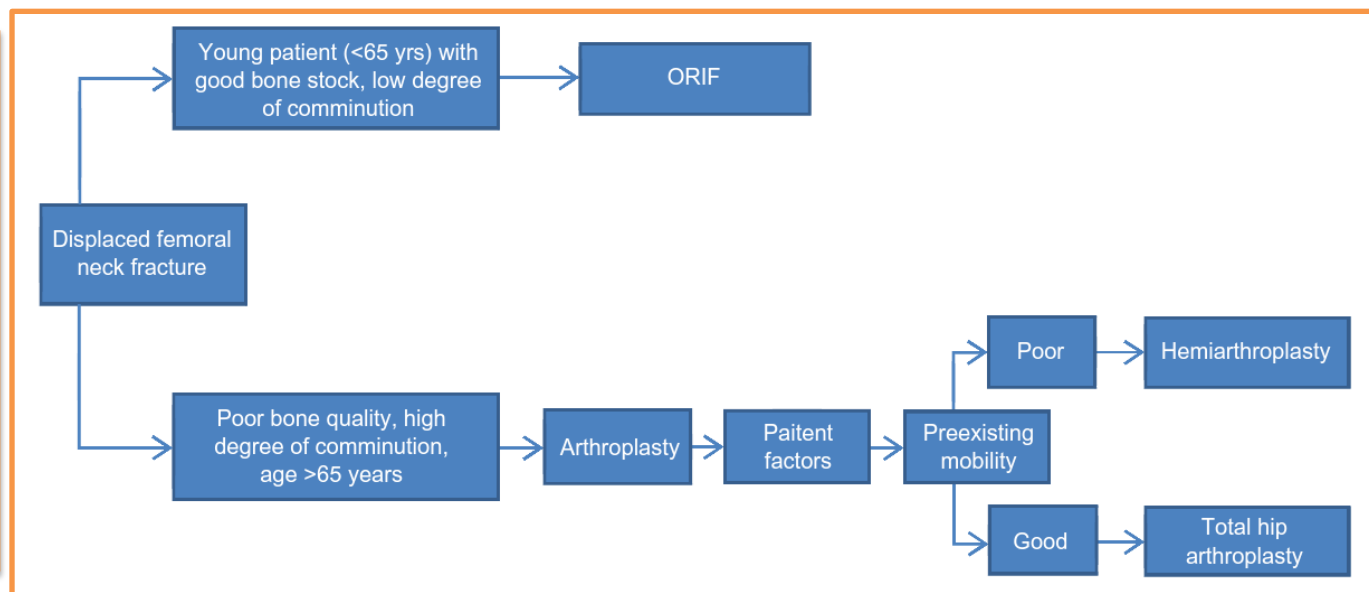 Young patient (<65 yrs) with
good bone stock, low degree
of comminution
ORIF
Displaced femoral
neck fracture
Poor bone quality, high
degree of comminution,
age >65 years
Arthroplasty
Paitent
factors
Preexisting
mobility
Poor
Hemiarthroplasty
Good
Total hip
arthroplasty